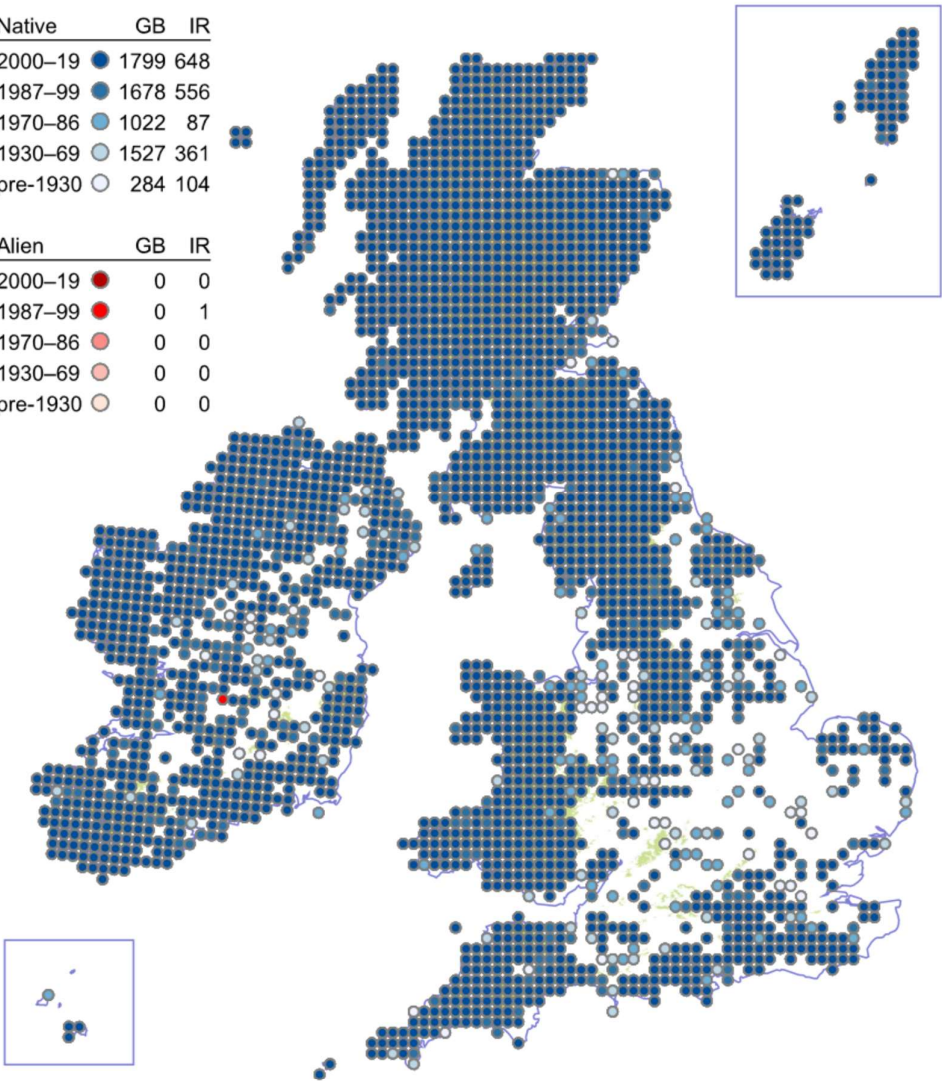 Native GB IR
2000–19 1799 648
1987–99 1678 556
1970–86 1022 87
1930–69 1527 361
pre-1930 284 104
Alien GB IR
2000–19 0 0
1987–99 0 1
1970–86 0 0
1930–69 0 0
pre-1930 0 0